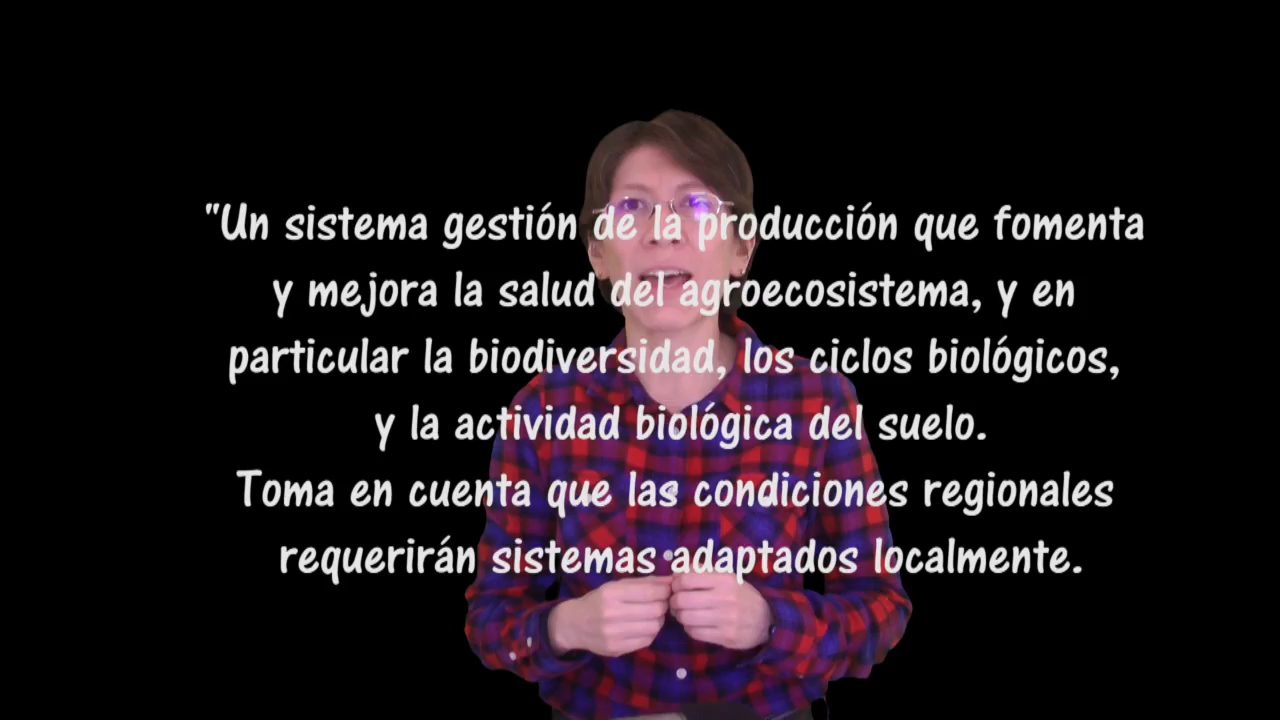 "Un sistema gestión de la producción que fomenta
y mejora la salud del agroecosistema, y en
particular la biodiversidad, los ciclos biológicos,
y la actividad biológica del suelo.
Toma en cuenta que las condiciones regionales
requerirán sistemas adaptados localmente.